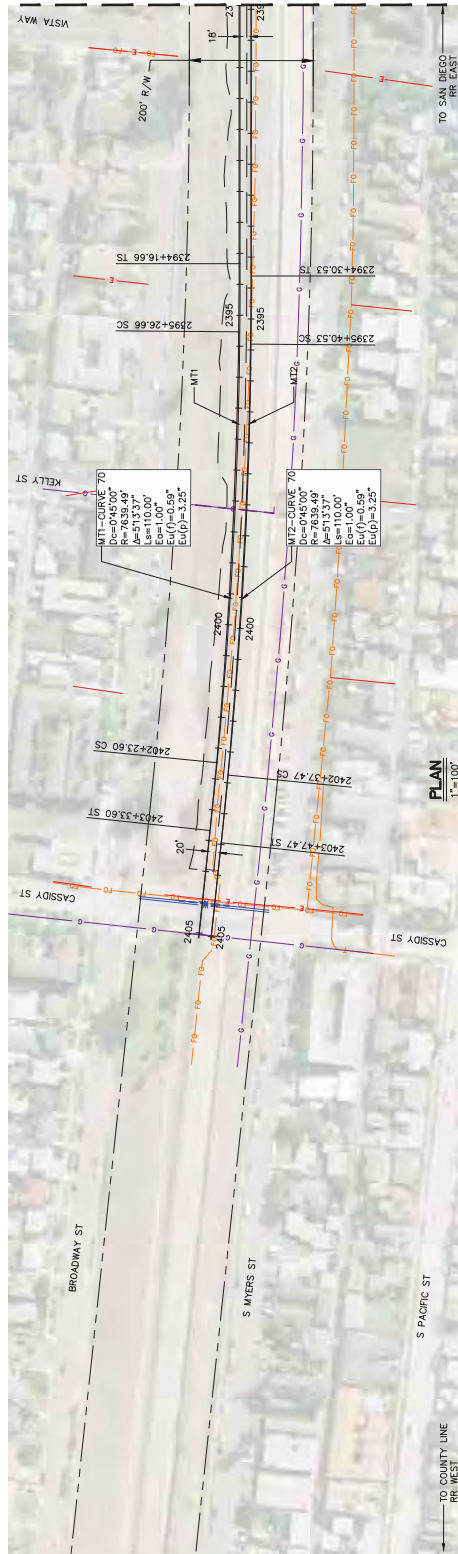 TO COUNTY LINE
RR WEST
BROADWAY ST
S MYERS ST
S PACIFIC ST
CASSIDY ST
CASSIDY ST
2405
2405
20'
2403+33.60 ST
2403+47.47 ST
2402+23.60 CS
2402+37.47 CS
2400
2400
KELLY ST
MT1-CURVE 70
Dc=0°45'00"
R=7639.49'
Δ=5°13'37"
Ls=110.00'
Ea=1.00"
Eu(f)=0.59"
Eu(p)=3.25"
MT2-CURVE 70
Dc=0°45'00"
R=7639.49'
Δ=5°13'37"
Ls=110.00'
Ea=1.00"
Eu(f)=0.59"
Eu(p)=3.25"
MT1
MT2
2395+26.66 SC
2395+40.53 SC
2395
2395
2394+16.66 TS
2394+30.53 TS
200' R/W
18'
VISTA WAY
PLAN
1"=100'
TO SAN DIEGO
RR EAST
FO
E
G